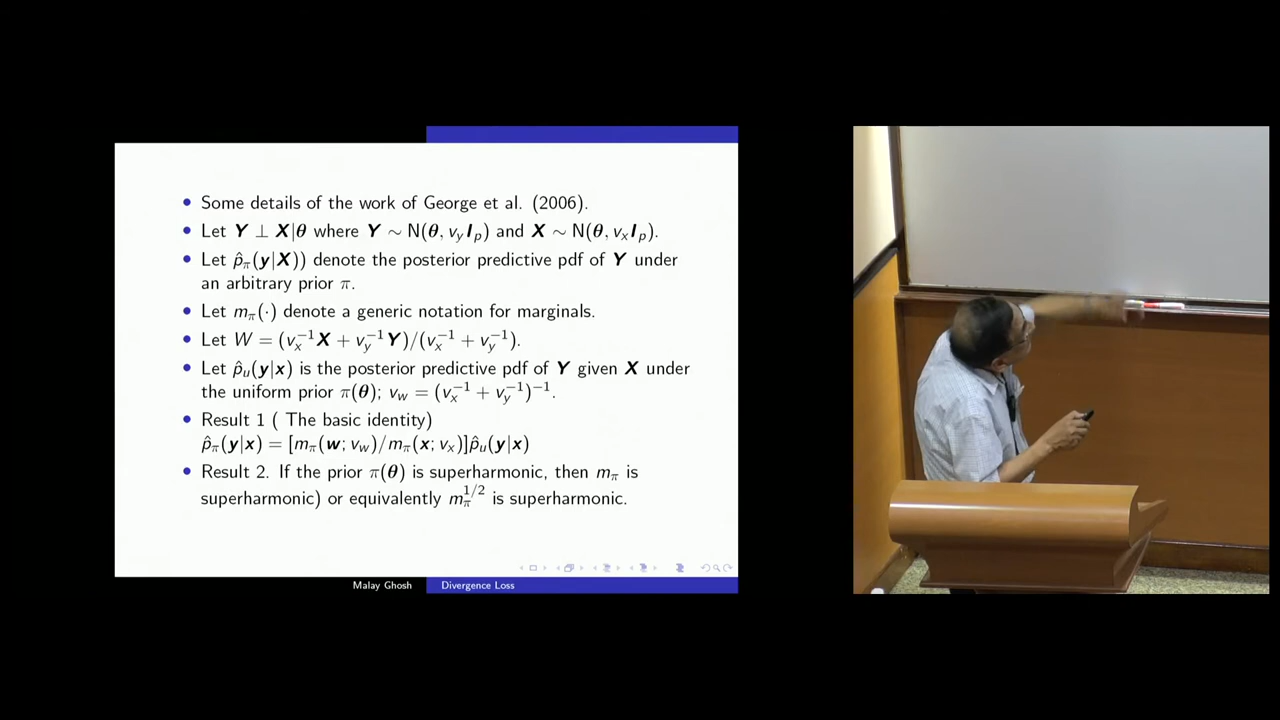 • Some details of the work of George et al. (2006).
• Let Y ⊥ X|θ where Y ∼ N(θ, v_y I_p) and X ∼ N(θ, v_x I_p).
• Let p̂_π(y|X)) denote the posterior predictive pdf of Y under
an arbitrary prior π.
• Let m_π(·) denote a generic notation for marginals.
• Let W = (v_x^{-1} X + v_y^{-1} Y)/(v_x^{-1} + v_y^{-1}).
• Let p̂_u(y|x) is the posterior predictive pdf of Y given X under
the uniform prior π(θ); v_w = (v_x^{-1} + v_y^{-1})^{-1}.
• Result 1 ( The basic identity)
p̂_π(y|x) = [m_π(w; v_w)/m_π(x; v_x)]p̂_u(y|x)
• Result 2. If the prior π(θ) is superharmonic, then m_π is
superharmonic) or equivalently m_π^{1/2} is superharmonic.
Malay Ghosh Divergence Loss